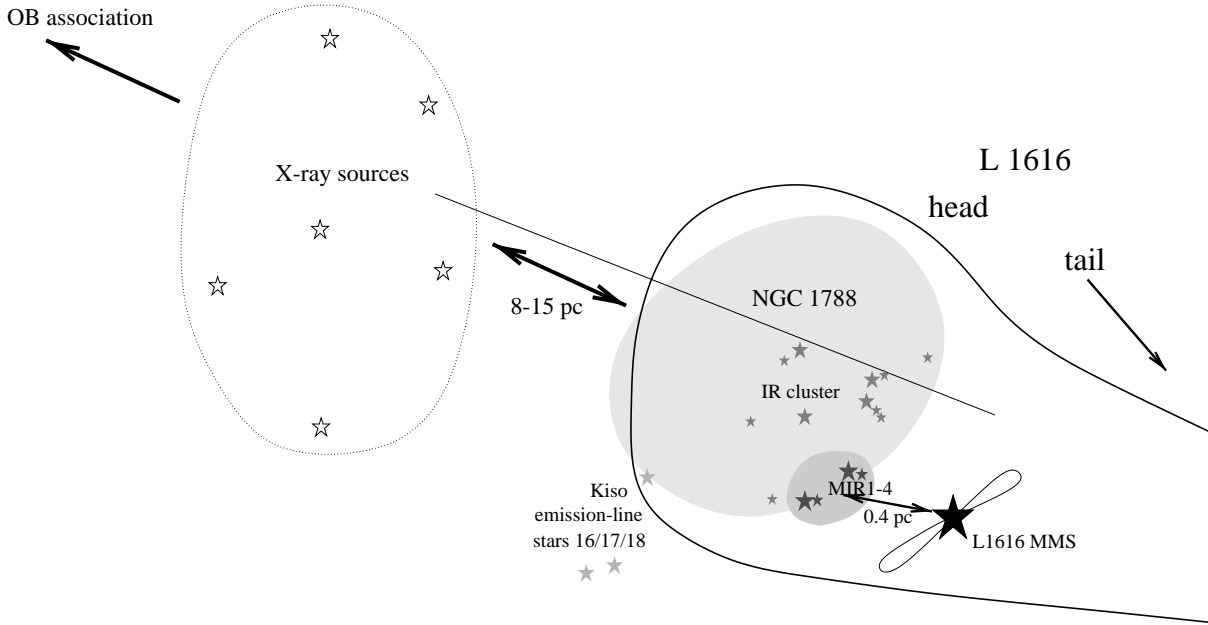 OB association
X-ray sources
L 1616
head
tail
8-15 pc
NGC 1788
IR cluster
Kiso
emission-line
stars 16/17/18
MIR1-4
0.4 pc
L1616 MMS